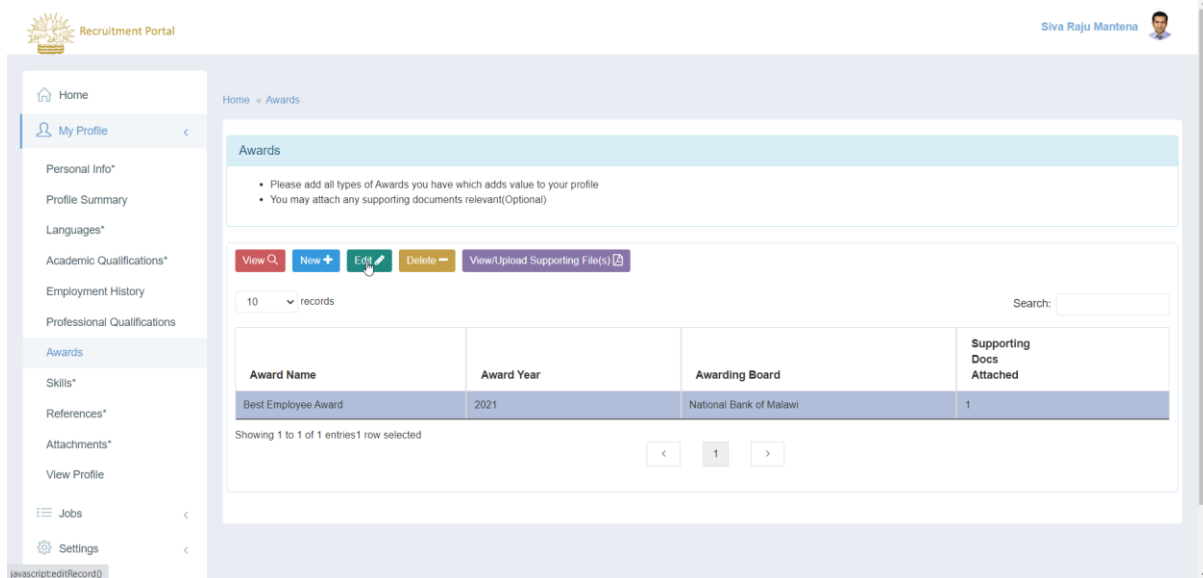 Recruitment Portal
Siva Raju Mantena
Home
My Profile
Personal Info*
Profile Summary
Languages*
Academic Qualifications*
Employment History
Professional Qualifications
Awards
Skills*
References*
Attachments*
View Profile
Jobs
Settings
javascript:editRecord()
Home Awards
Awards
• Please add all types of Awards you have which adds value to your profile
• You may attach any supporting documents relevant(Optional)
View New Edit Delete View/Upload Supporting File(s)
10 records Search:
Award Name Award Year Awarding Board Supporting
Docs
Attached
Best Employee Award 2021 National Bank of Malawi 1
Showing 1 to 1 of 1 entries1 row selected
< 1 >